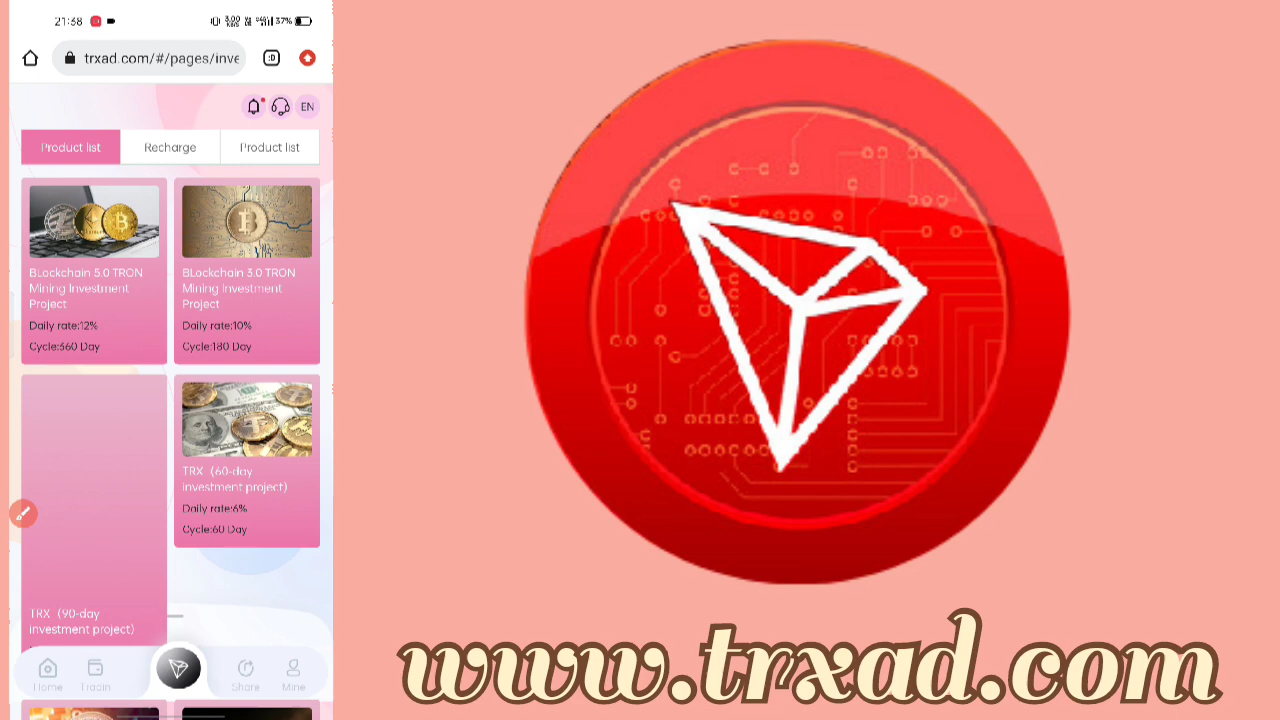 21:38
3.00
37%
trxad.com/#/pages/inve
:D
EN
Product list
Recharge
Product list
BLockchain 5.0 TRON
Mining Investment
Project
Daily rate:12%
Cycle:360 Day
BLockchain 3.0 TRON
Mining Investment
Project
Daily rate:10%
Cycle:180 Day
TRX（60-day
investment project）
Daily rate:6%
Cycle:60 Day
TRX（90-day
investment project）
Home
Share
Mine
www.trxad.com